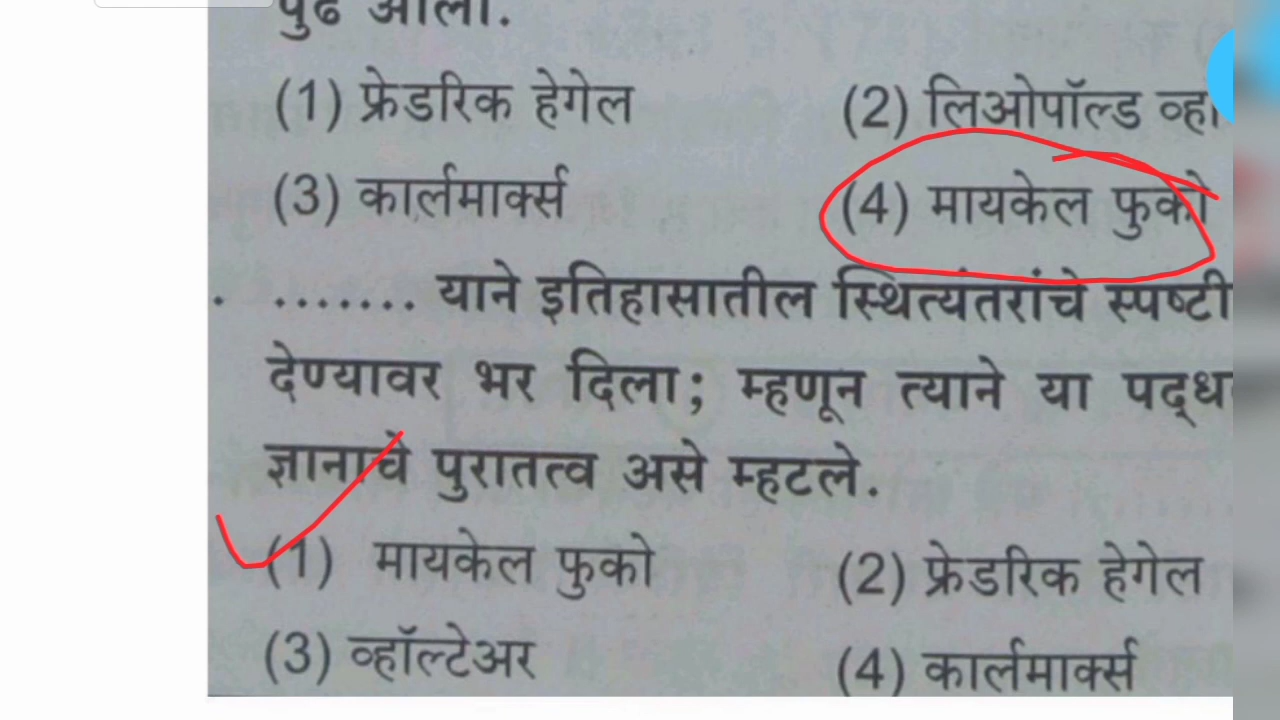 पुढे आली.
(1) फ्रेडरिक हेगेल (2) लिओपॉल्ड
(3) कार्लमार्क्स (4) मायकेल फुको
. ....... याने इतिहासातील स्थित्यंतरांचे
देण्यावर भर दिला; म्हणून त्याने या
ज्ञानाचे पुरातत्व असे म्हटले.
(1) मायकेल फुको (2) फ्रेडरिक हेगेल
(3) व्हॉल्टेअर (4) कार्लमार्क्स